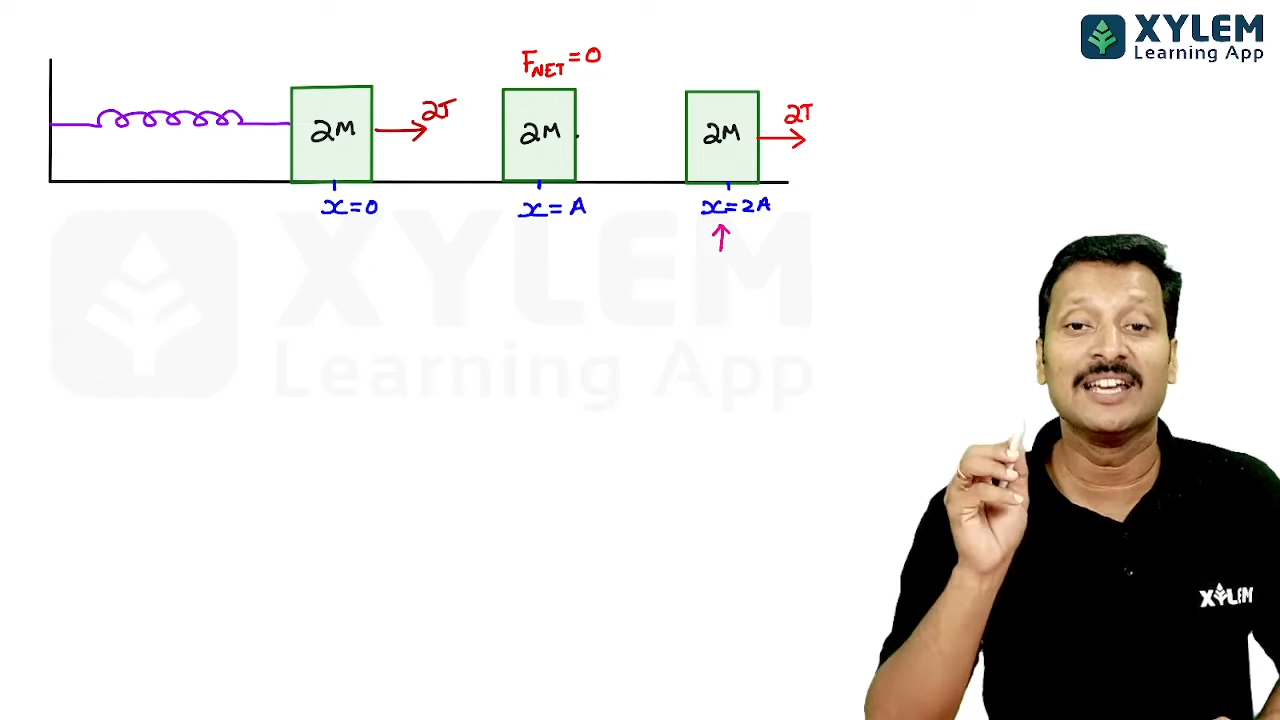 XYLEM
Learning App
F_NET = 0
2M
2T
2M
2M
2T
x=0
x=A
x=2A
XYLEM
Learning App
XYLEM